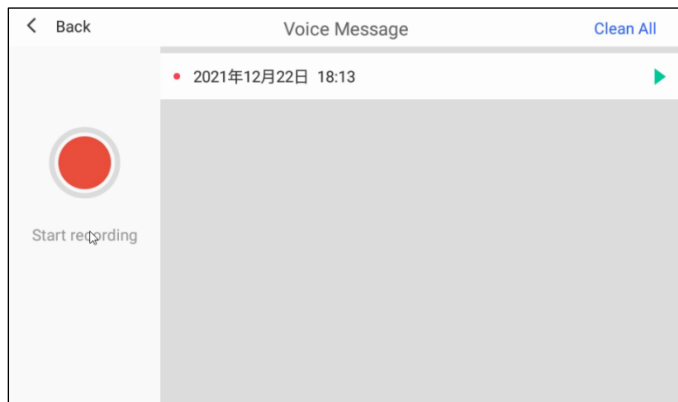 Back
Voice Message
Clean All
2021年12月22日 18:13
Start recording